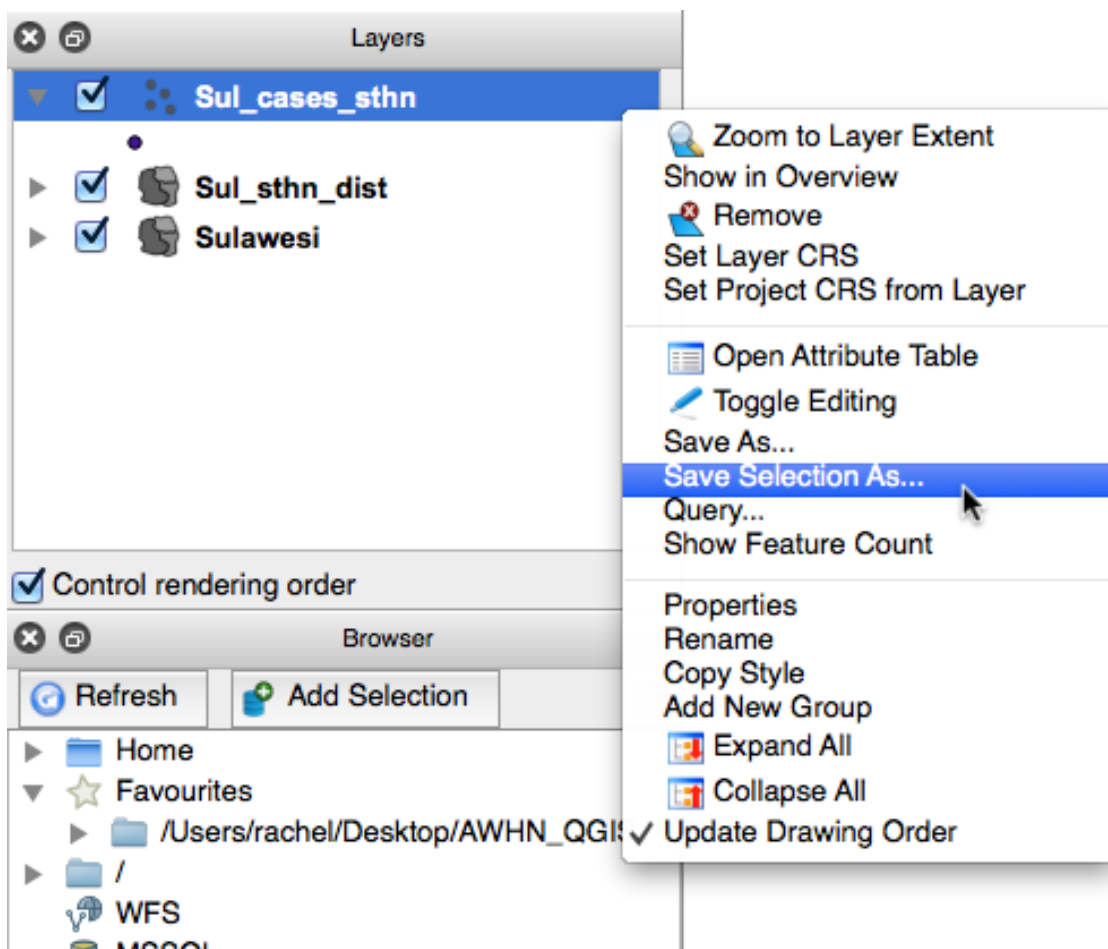 Layers
Sul_cases_sthn
Sul_sthn_dist
Sulawesi
Control rendering order
Browser
Refresh
Add Selection
Home
Favourites
/Users/rachel/Desktop/AWHN_QGIS
/
WFS
MSSQL
Zoom to Layer Extent
Show in Overview
Remove
Set Layer CRS
Set Project CRS from Layer
Open Attribute Table
Toggle Editing
Save As...
Save Selection As...
Query...
Show Feature Count
Properties
Rename
Copy Style
Add New Group
Expand All
Collapse All
Update Drawing Order